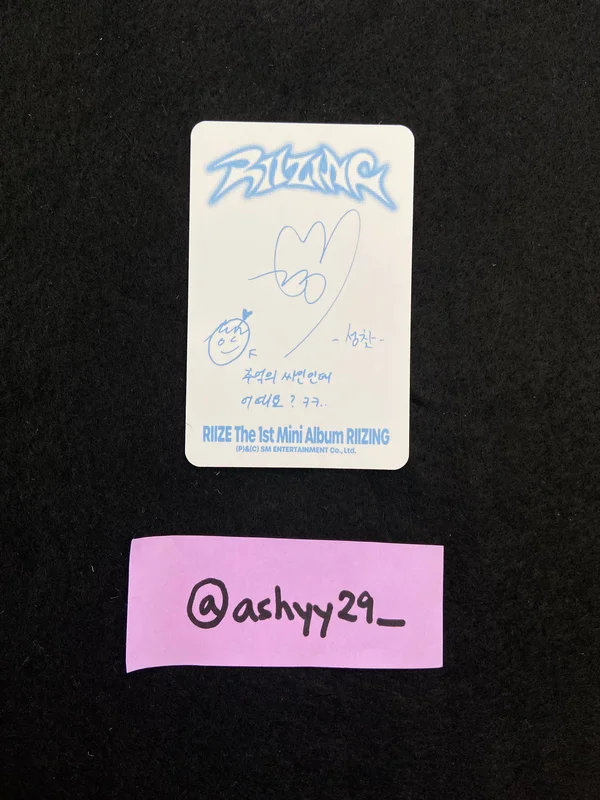 RIIZING
- 성찬 -
추억의 싸인인데
어때요? ㅋㅋ..
RIIZE The 1st Mini Album RIIZING
(P)&(C) SM ENTERTAINMENT Co., Ltd.
@ashyy29_